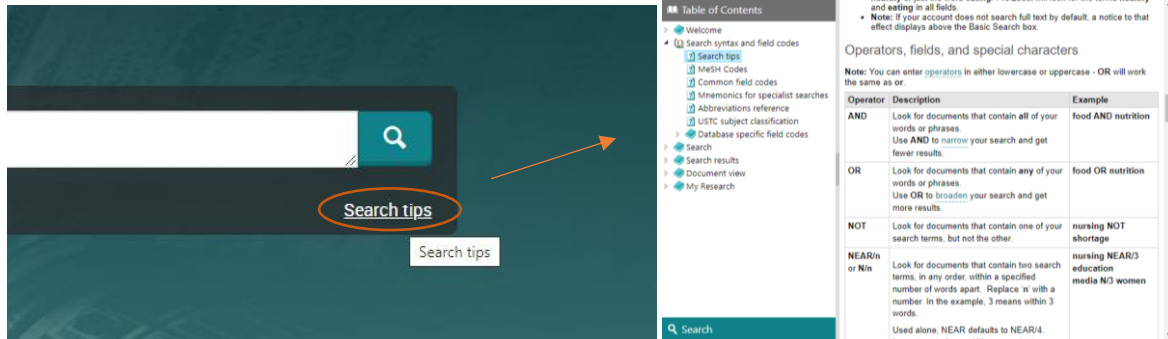 Search tips
Search tips
Table of Contents
Welcome
Search syntax and field codes
Search tips
MeSH Codes
Common field codes
Mnemonics for specialist searches
Abbreviations reference
USTC subject classification
Database specific field codes
Search
Search results
Document view
My Research
Search
and eating in all fields.
• Note: If your account does not search full text by default, a notice to that
effect displays above the Basic Search box.
Operators, fields, and special characters
Note: You can enter operators in either lowercase or uppercase - OR will work
the same as or.
Operator Description Example
AND Look for documents that contain all of your food AND nutrition
words or phrases.
Use AND to narrow your search and get
fewer results.
OR Look for documents that contain any of your food OR nutrition
words or phrases.
Use OR to broaden your search and get
more results.
NOT Look for documents that contain one of your nursing NOT
search terms, but not the other. shortage
NEAR/n nursing NEAR/3
or N/n Look for documents that contain two search education
terms, in any order, within a specified media N/3 women
number of words apart. Replace 'n' with a
number. In the example, 3 means within 3
words.
Used alone, NEAR defaults to NEAR/4.